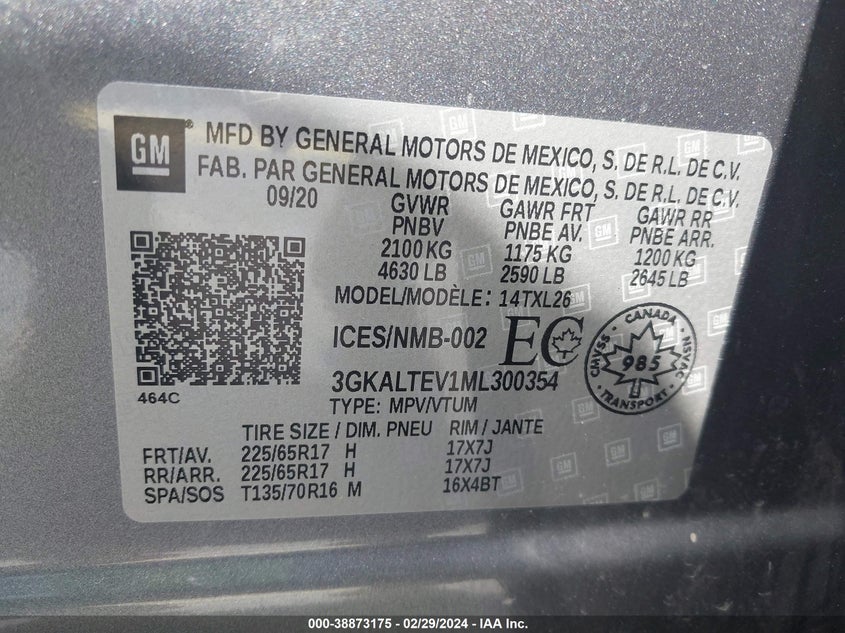 GM
MFD BY GENERAL MOTORS DE MEXICO, S. DE R.L. DE C.V.
FAB. PAR GENERAL MOTORS DE MEXICO, S. DE R.L. DE C.V.
09/20
GVWR GAWR FRT GAWR RR
PNBV PNBE AV. PNBE ARR.
2100 KG 1175 KG 1200 KG
4630 LB 2590 LB 2645 LB
MODEL/MODÈLE: 14TXL26
ICES/NMB-002 EC
CANADA
CMVSS 985 NSVAC
TRANSPORT
3GKALTEV1ML300354
464C
TYPE: MPV/VTUM
TIRE SIZE / DIM. PNEU RIM / JANTE
FRT/AV. 225/65R17 H 17X7J
RR/ARR. 225/65R17 H 17X7J
SPA/SOS T135/70R16 M 16X4BT
000-38873175 - 02/29/2024 - IAA Inc.